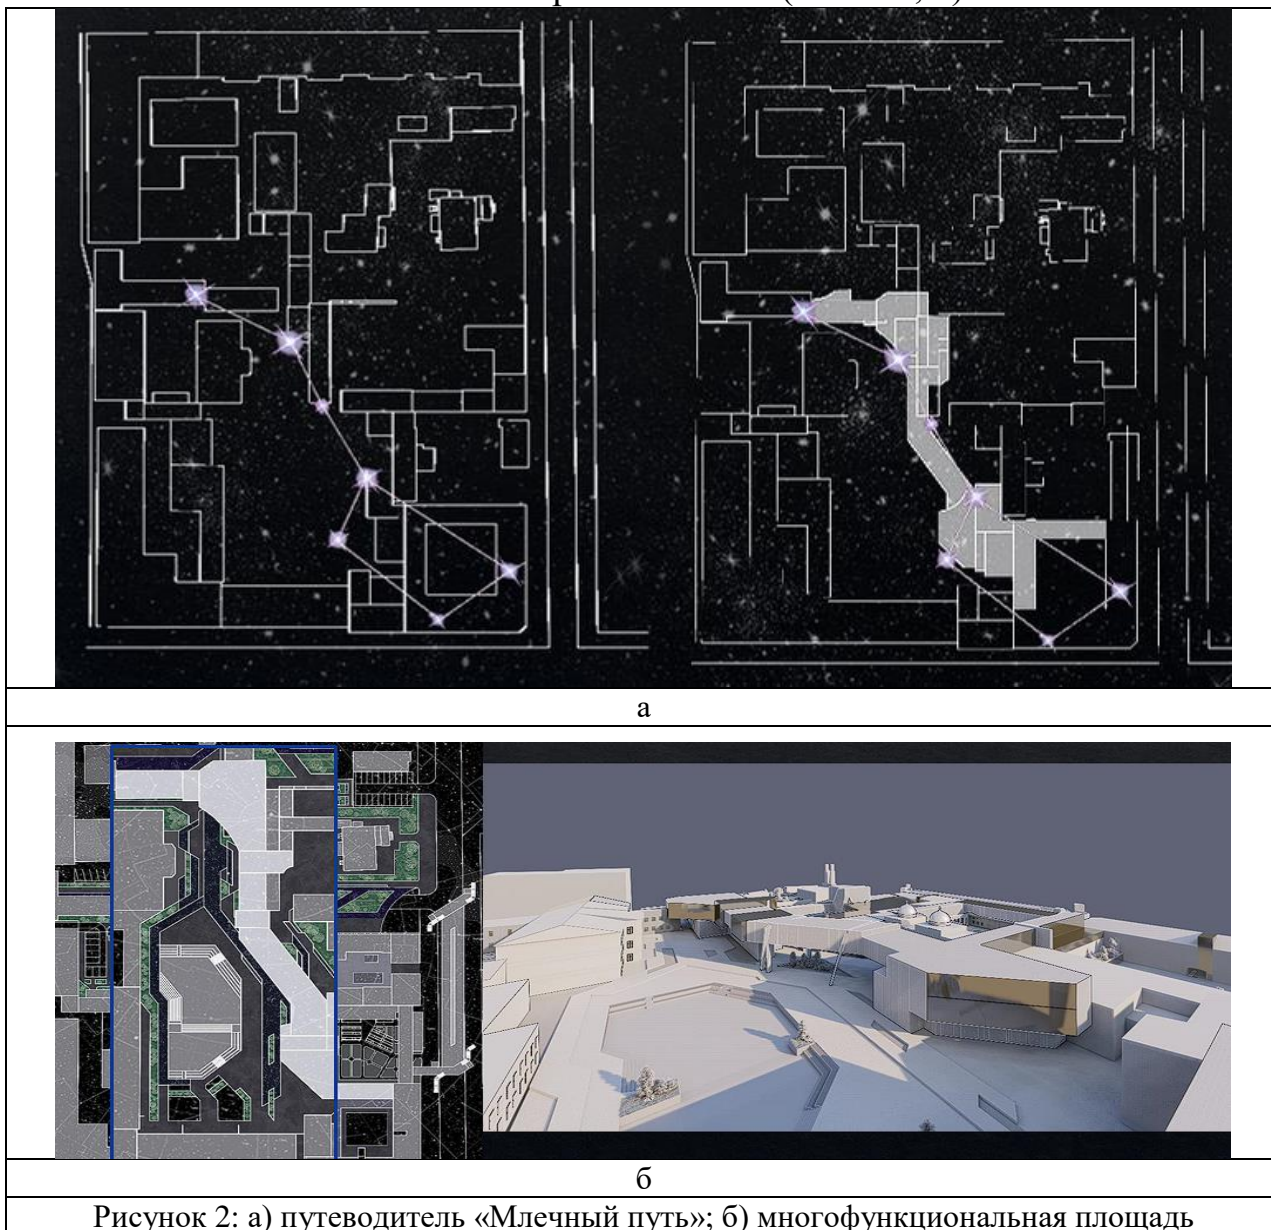 а
б
Рисунок 2: а) путеводитель «Млечный путь»; б) многофункциональная площадь